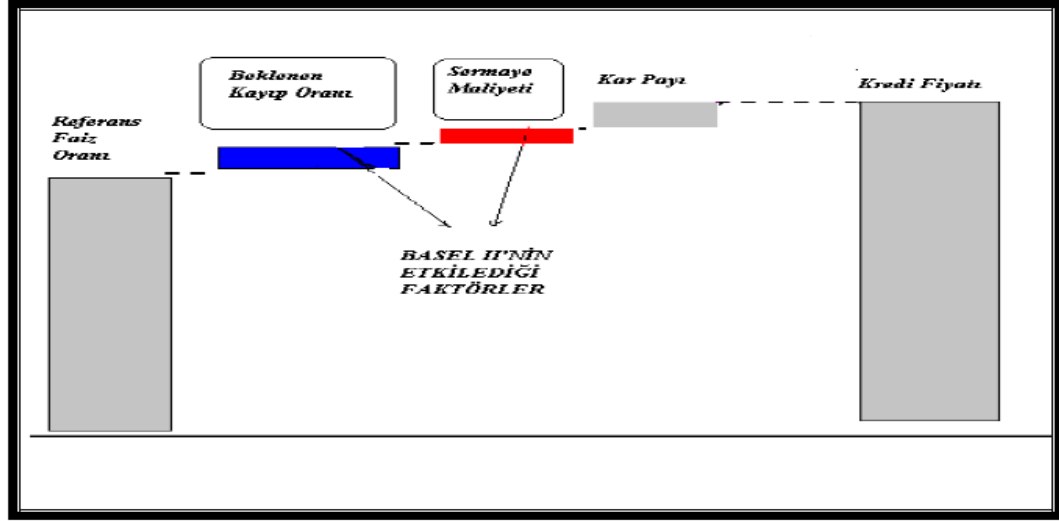 Referans
Faiz
Oranı
Beklenen
Kayıp Oranı
Sermaye
Maliyeti
Kar Payı
Kredi Fiyatı
BASEL II'NİN
ETKİLEDİĞİ
FAKTÖRLER